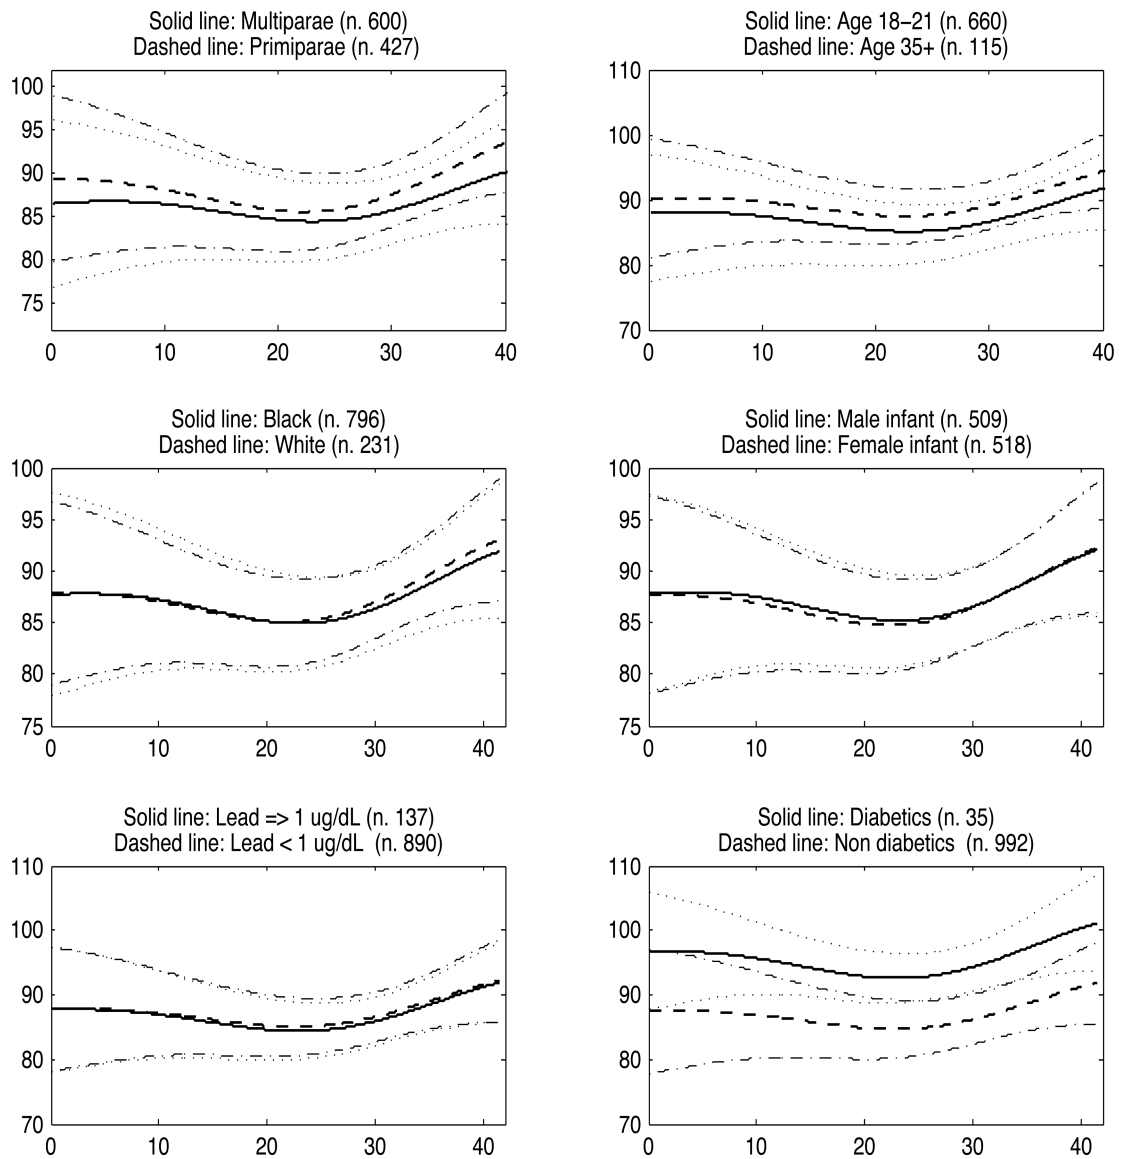 Solid line: Multiparae (n. 600)
Dashed line: Primiparae (n. 427)
100
95
90
85
80
75
0 10 20 30 40
Solid line: Age 18–21 (n. 660)
Dashed line: Age 35+ (n. 115)
110
100
90
80
70
0 10 20 30 40
Solid line: Black (n. 796)
Dashed line: White (n. 231)
100
95
90
85
80
75
0 10 20 30 40
Solid line: Male infant (n. 509)
Dashed line: Female infant (n. 518)
100
95
90
85
80
75
0 10 20 30 40
Solid line: Lead => 1 ug/dL (n. 137)
Dashed line: Lead < 1 ug/dL (n. 890)
110
100
90
80
70
0 10 20 30 40
Solid line: Diabetics (n. 35)
Dashed line: Non diabetics (n. 992)
110
100
90
80
70
0 10 20 30 40